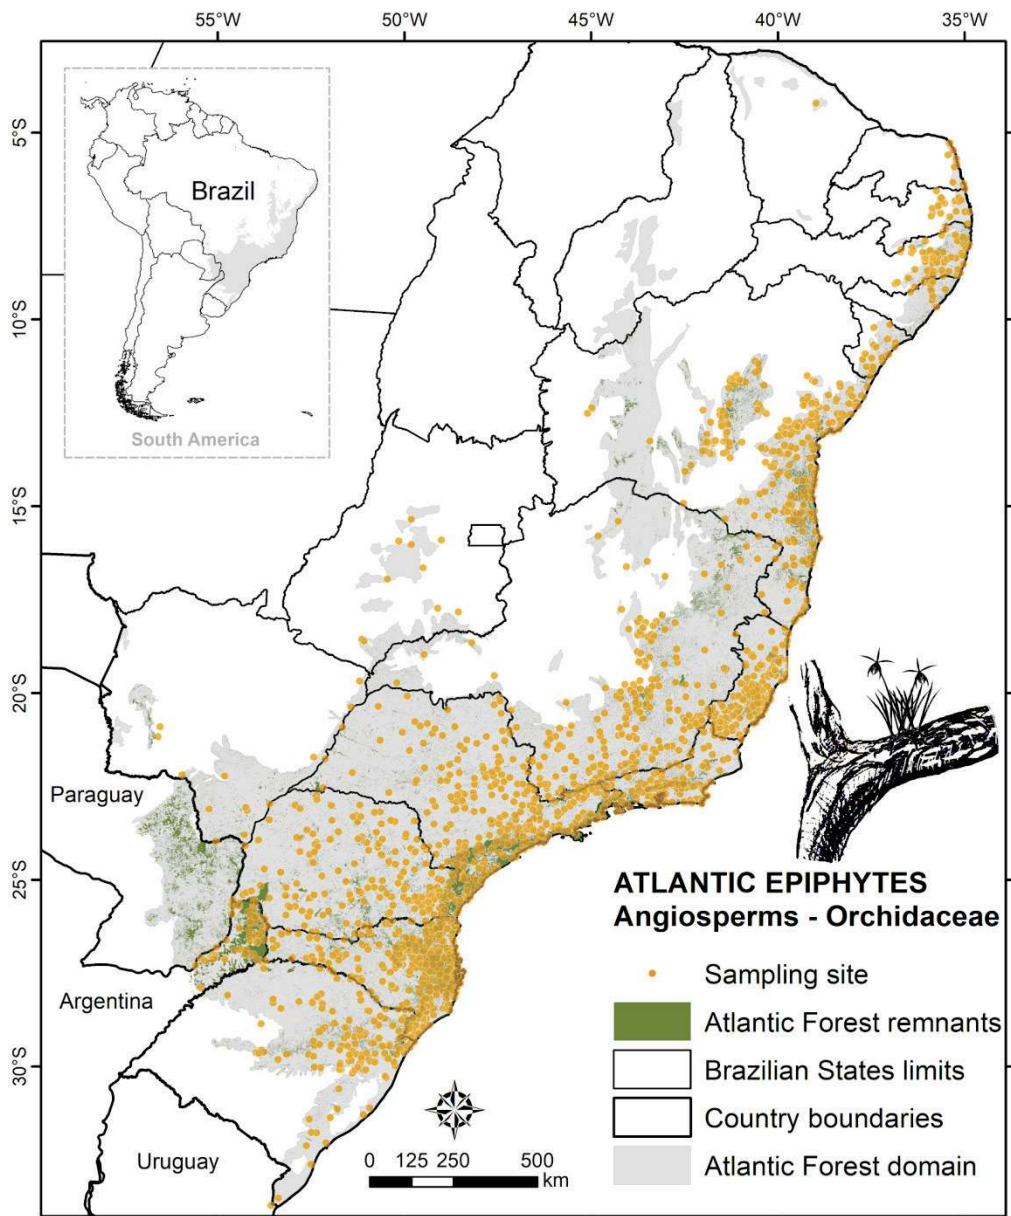 55°W 50°W 45°W 40°W 35°W
5°S
10°S
15°S
20°S
25°S
30°S
Brazil
South America
Paraguay
Argentina
Uruguay
ATLANTIC EPIPHYTES
Angiosperms - Orchidaceae
Sampling site
Atlantic Forest remnants
Brazilian States limits
Country boundaries
Atlantic Forest domain
0 125 250 500
km